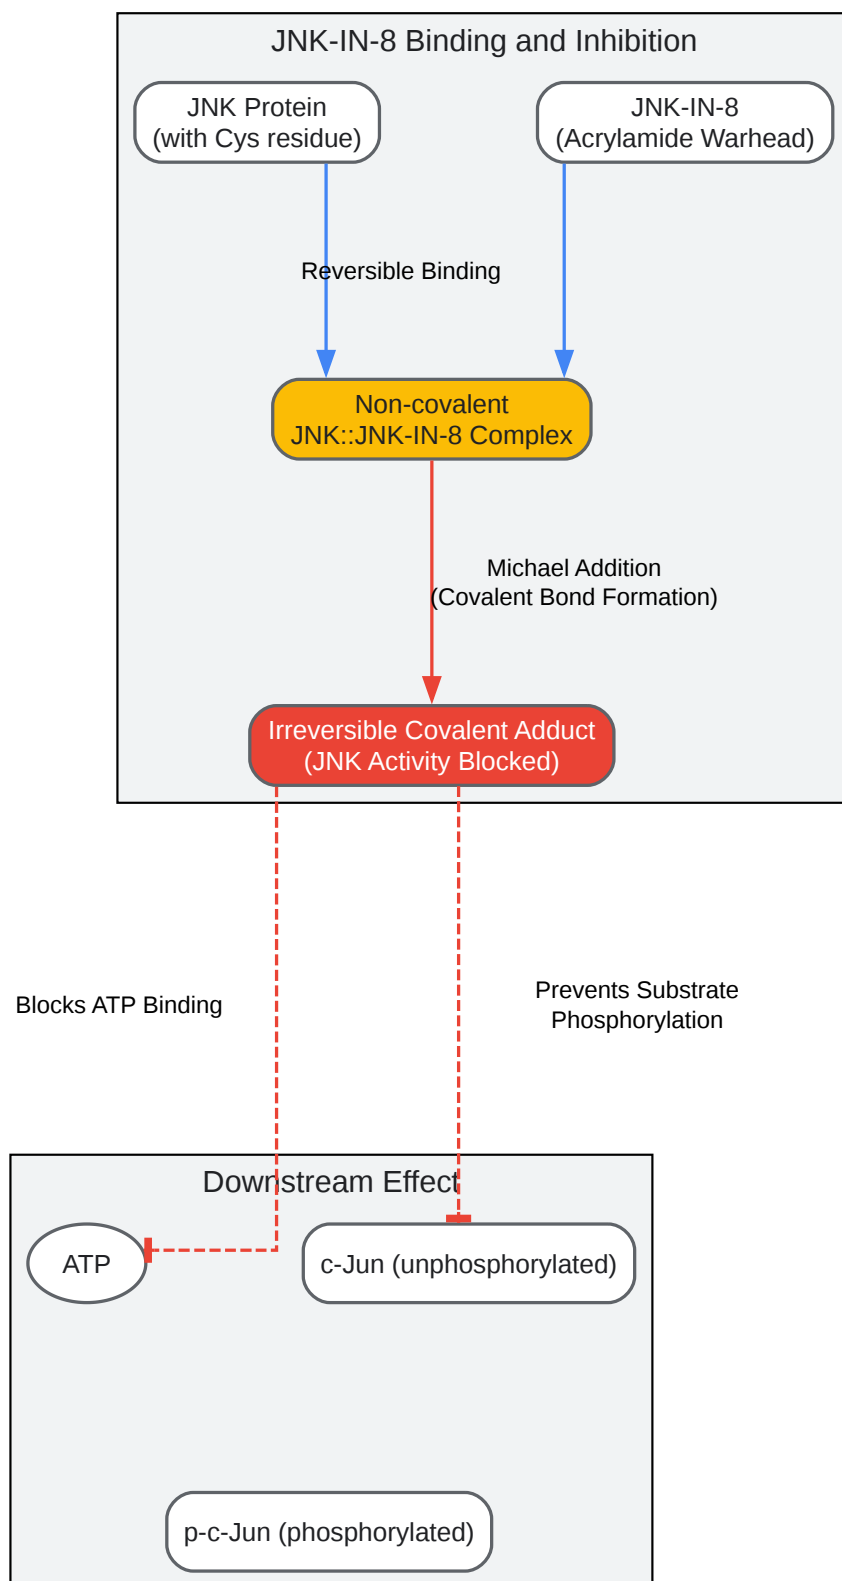 JNK-IN-8 Binding and Inhibition
JNK Protein
(with Cys residue)
JNK-IN-8
(Acrylamide Warhead)
Reversible Binding
Non-covalent
JNK::JNK-IN-8 Complex
Michael Addition
(Covalent Bond Formation)
Irreversible Covalent Adduct
(JNK Activity Blocked)
Blocks ATP Binding
Prevents Substrate
Phosphorylation
Downstream Effect
ATP
c-Jun (unphosphorylated)
p-c-Jun (phosphorylated)